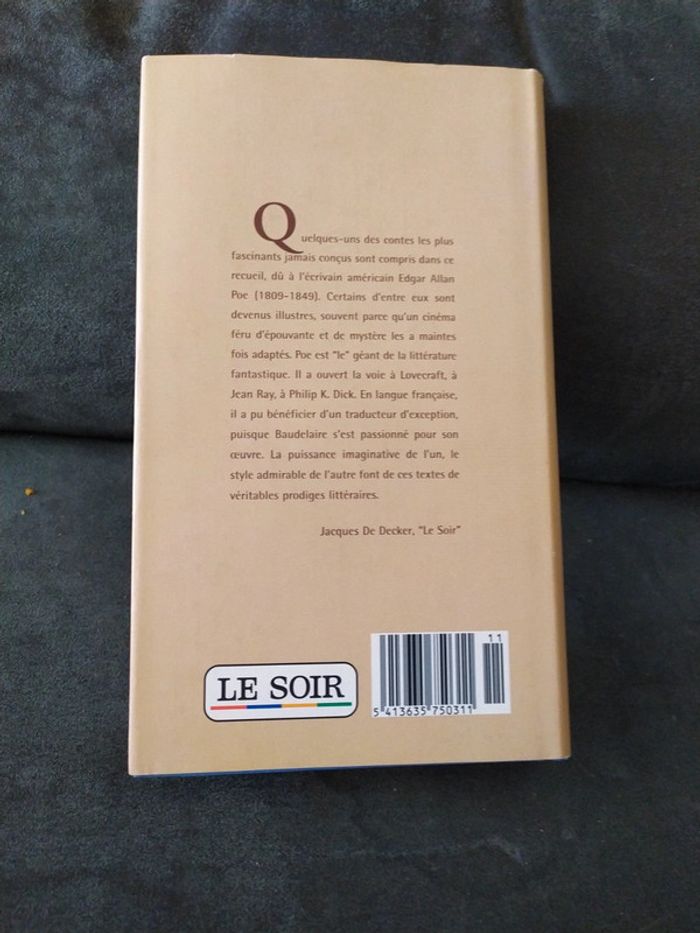 Quelques-uns des contes les plus
fascinants jamais conçus sont compris dans ce
recueil, dû à l'écrivain américain Edgar Allan
Poe (1809-1849). Certains d'entre eux sont
devenus illustres, souvent parce qu'un cinéma
féru d'épouvante et de mystère les a maintes
fois adaptés. Poe est "le" géant de la littérature
fantastique. Il a ouvert la voie à Lovecraft, à
Jean Ray, à Philip K. Dick. En langue française,
il a pu bénéficier d'un traducteur d'exception,
puisque Baudelaire s'est passionné pour son
œuvre. La puissance imaginative de l'un, le
style admirable de l'autre font de ces textes de
véritables prodiges littéraires.
Jacques De Decker, "Le Soir"
LE SOIR
11
5 413635 750311